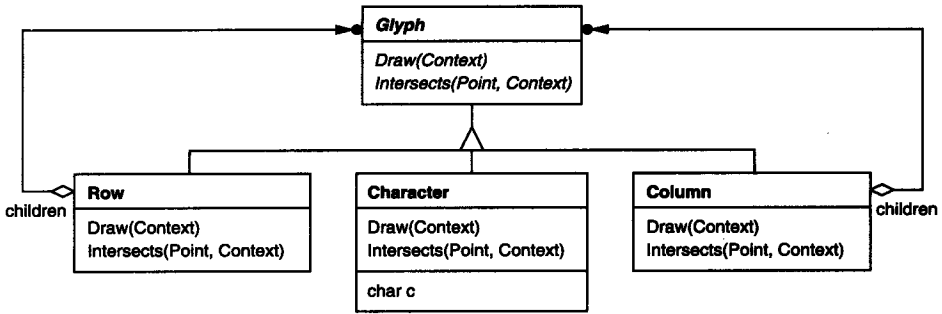 Glyph
Draw(Context)
Intersects(Point, Context)
children
Row
Draw(Context)
Intersects(Point, Context)
Character
Draw(Context)
Intersects(Point, Context)
char c
Column
Draw(Context)
Intersects(Point, Context)
children